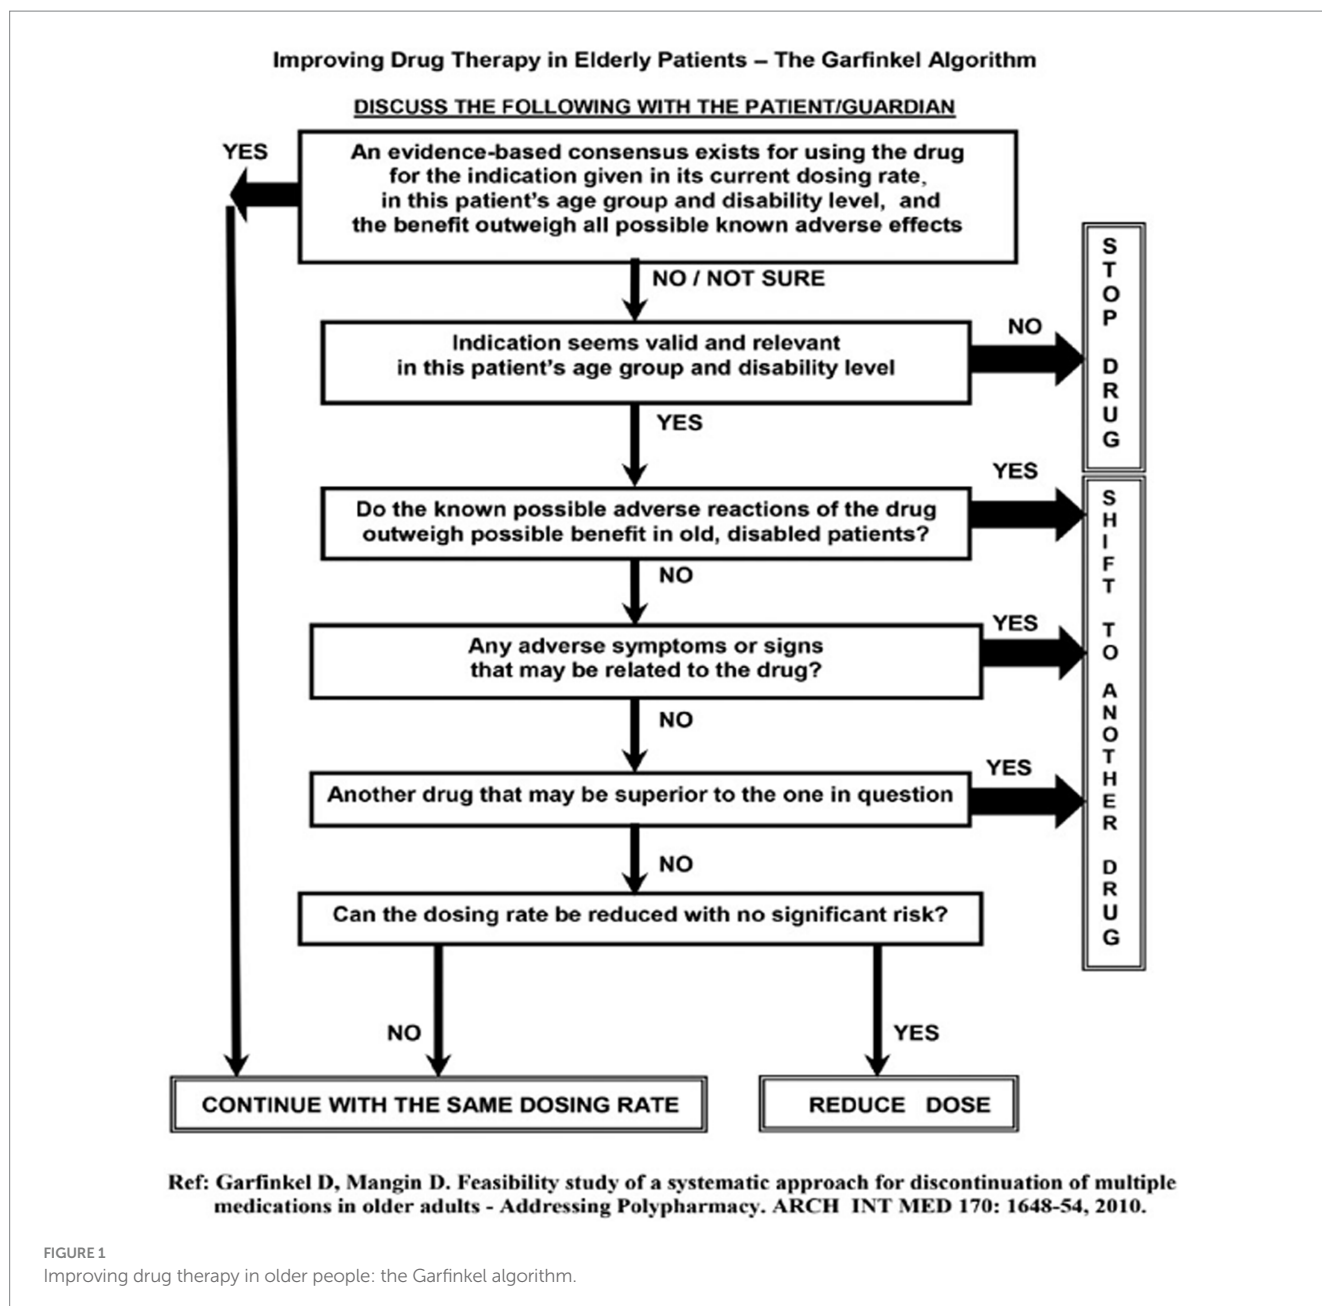 Improving Drug Therapy in Elderly Patients – The Garfinkel Algorithm
DISCUSS THE FOLLOWING WITH THE PATIENT/GUARDIAN
YES
An evidence-based consensus exists for using the drug
for the indication given in its current dosing rate,
in this patient's age group and disability level, and
the benefit outweigh all possible known adverse effects
NO / NOT SURE
Indication seems valid and relevant
in this patient's age group and disability level
NO
STOP DRUG
YES
Do the known possible adverse reactions of the drug
outweigh possible benefit in old, disabled patients?
YES
SHIFT TO ANOTHER DRUG
NO
Any adverse symptoms or signs
that may be related to the drug?
YES
NO
Another drug that may be superior to the one in question
YES
NO
Can the dosing rate be reduced with no significant risk?
NO
YES
CONTINUE WITH THE SAME DOSING RATE
REDUCE DOSE
Ref: Garfinkel D, Mangin D. Feasibility study of a systematic approach for discontinuation of multiple
medications in older adults - Addressing Polypharmacy. ARCH INT MED 170: 1648-54, 2010.
FIGURE 1
Improving drug therapy in older people: the Garfinkel algorithm.